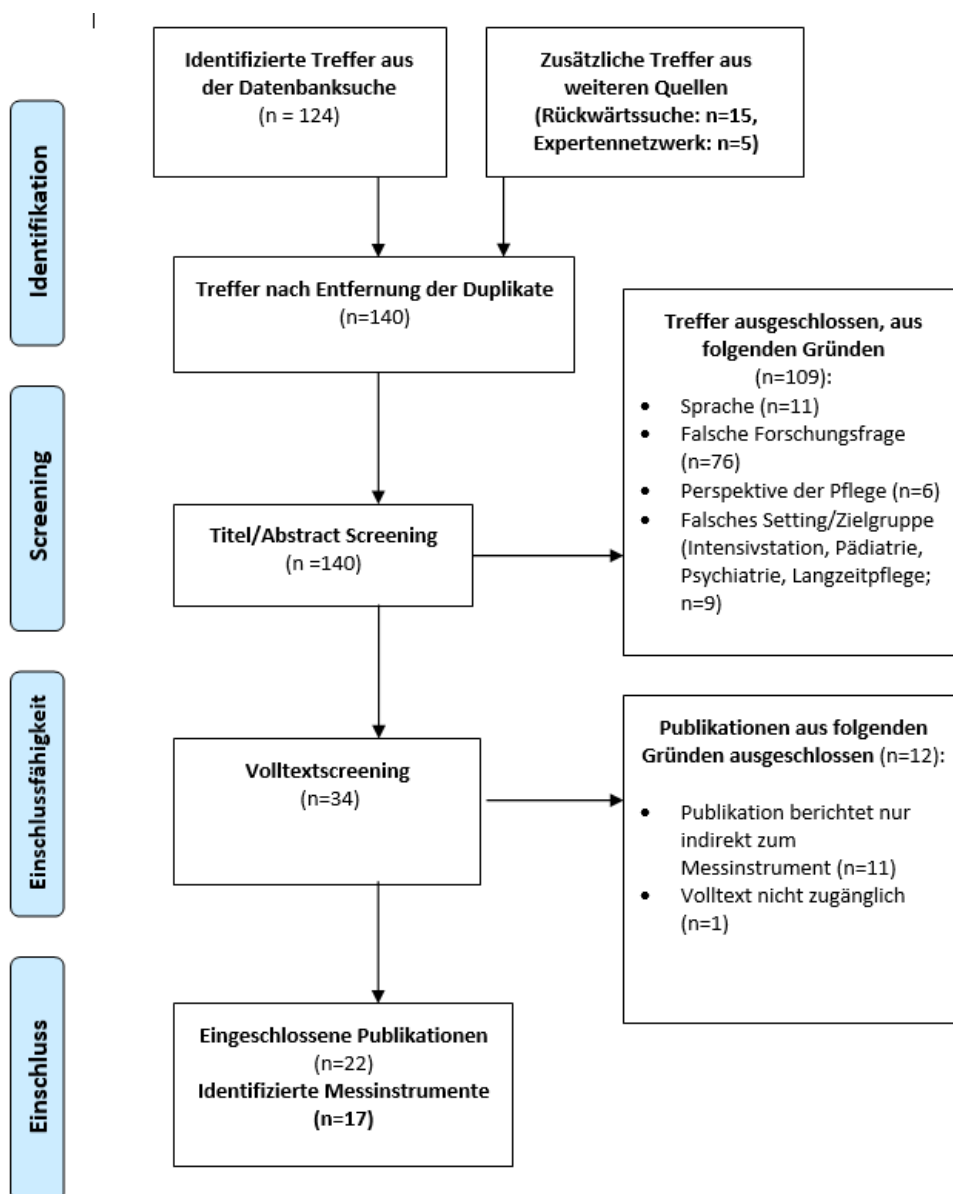 Identifizierte Treffer aus
der Datenbanksuche
(n = 124)
Zusätzliche Treffer aus
weiteren Quellen
(Rückwärtssuche: n=15,
Expertennetzwerk: n=5)
Identifikation
Treffer nach Entfernung der Duplikate
(n=140)
Treffer ausgeschlossen, aus
folgenden Gründen
(n=109):
• Sprache (n=11)
• Falsche Forschungsfrage
(n=76)
• Perspektive der Pflege (n=6)
• Falsches Setting/Zielgruppe
(Intensivstation, Pädiatrie,
Psychiatrie, Langzeitpflege;
n=9)
Screening
Titel/Abstract Screening
(n =140)
Einschlussfähigkeit
Volltextscreening
(n=34)
Publikationen aus folgenden
Gründen ausgeschlossen (n=12):
• Publikation berichtet nur
indirekt zum
Messinstrument (n=11)
• Volltext nicht zugänglich
(n=1)
Einschluss
Eingeschlossene Publikationen
(n=22)
Identifizierte Messinstrumente
(n=17)